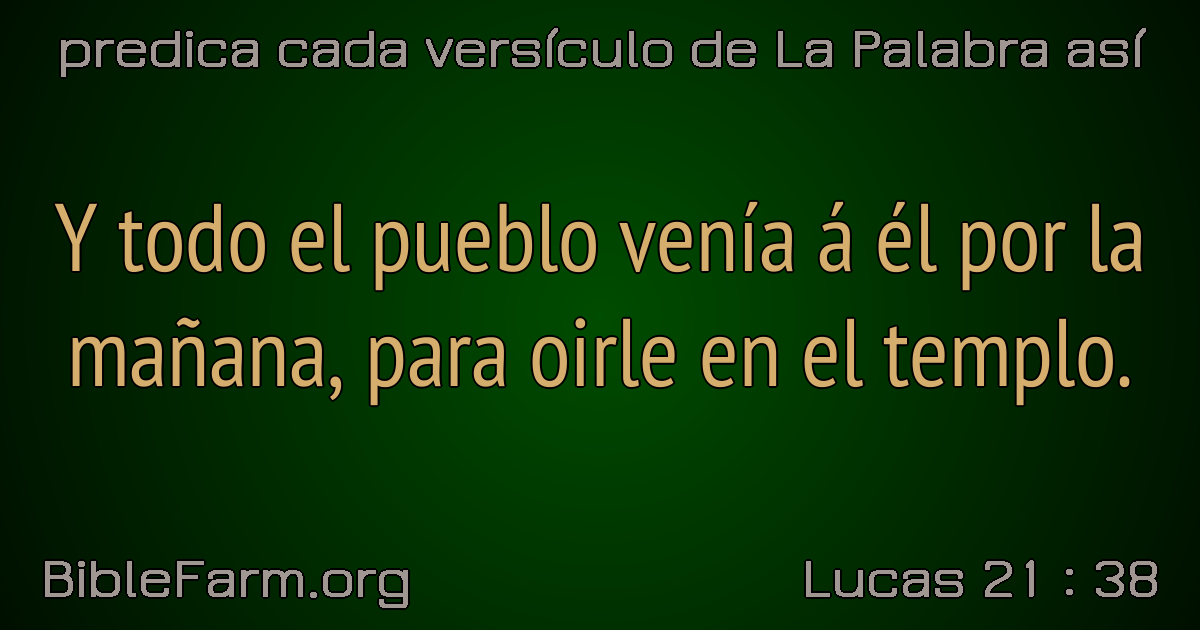 predica cada versículo de La Palabra así
Y todo el pueblo venía á él por la
mañana, para oirle en el templo.
BibleFarm.org
Lucas 21 : 38